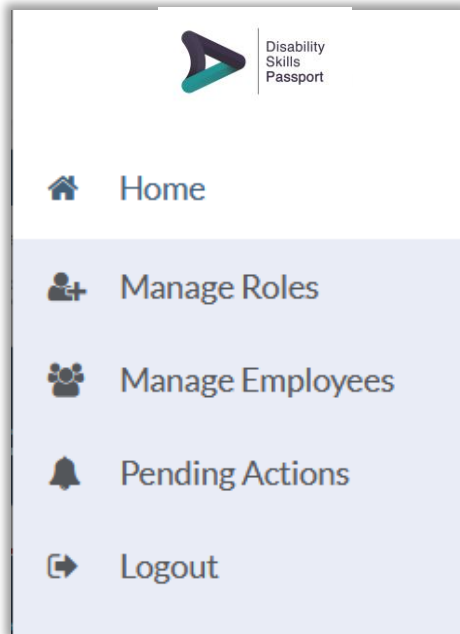 Disability
Skills
Passport
Home
Manage Roles
Manage Employees
Pending Actions
Logout